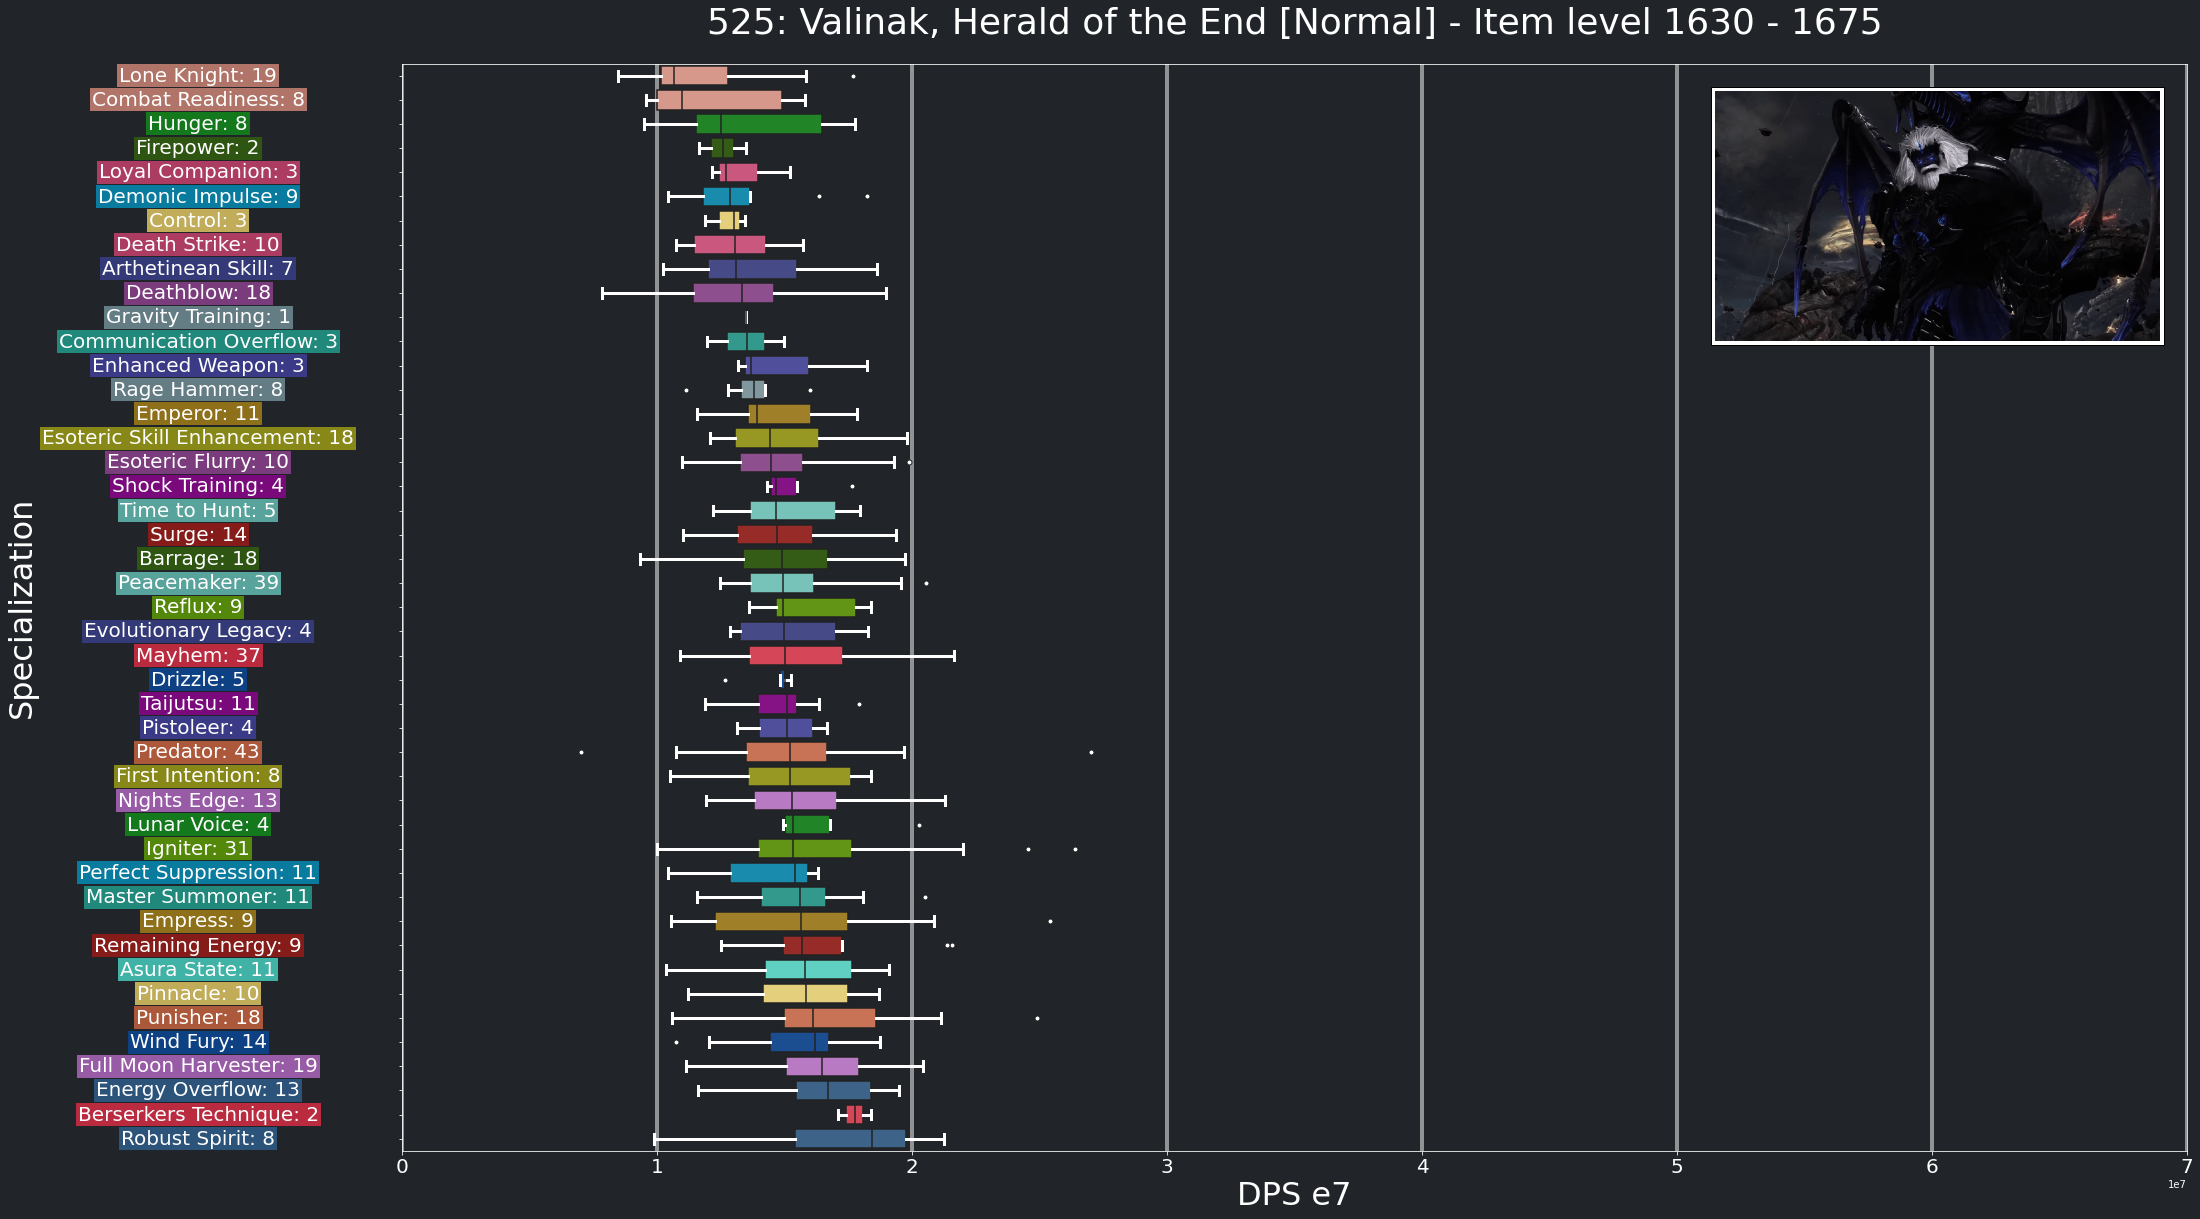 525: Valinak, Herald of the End [Normal] - Item level 1630 - 1675
Specialization
Lone Knight: 19
Combat Readiness: 8
Hunger: 8
Firepower: 2
Loyal Companion: 3
Demonic Impulse: 9
Control: 3
Death Strike: 10
Arthetinean Skill: 7
Deathblow: 18
Gravity Training: 1
Communication Overflow: 3
Enhanced Weapon: 3
Rage Hammer: 8
Emperor: 11
Esoteric Skill Enhancement: 18
Esoteric Flurry: 10
Shock Training: 4
Time to Hunt: 5
Surge: 14
Barrage: 18
Peacemaker: 39
Reflux: 9
Evolutionary Legacy: 4
Mayhem: 37
Drizzle: 5
Taijutsu: 11
Pistoleer: 4
Predator: 43
First Intention: 8
Nights Edge: 13
Lunar Voice: 4
Igniter: 31
Perfect Suppression: 11
Master Summoner: 11
Empress: 9
Remaining Energy: 9
Asura State: 11
Pinnacle: 10
Punisher: 18
Wind Fury: 14
Full Moon Harvester: 19
Energy Overflow: 13
Berserkers Technique: 2
Robust Spirit: 8
0 1 2 3 4 5 6 7
1e7
DPS e7